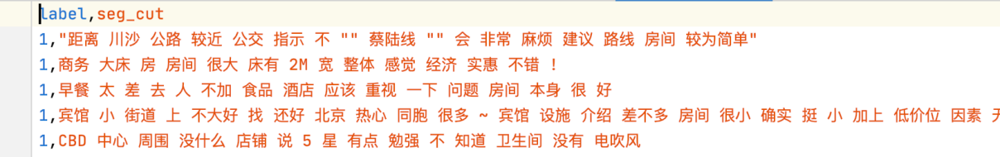 label,seg_cut
1,"距离 川沙 公路 较近 公交 指示 不 "" 蔡陆线 "" 会 非常 麻烦 建议 路线 房间 较为简单"
1,商务 大床 房 房间 很大 床有 2M 宽 整体 感觉 经济 实惠 不错 !
1,早餐 太 差 去 人 不加 食品 酒店 应该 重视 一下 问题 房间 本身 很 好
1,宾馆 小 街道 上 不大好 找 还好 北京 热心 同胞 很多 ~ 宾馆 设施 介绍 差不多 房间 很小 确实 挺 小 加上 低价位 因素
1,CBD 中心 周围 没什么 店铺 说 5 星 有点 勉强 不 知道 卫生间 没有 电吹风